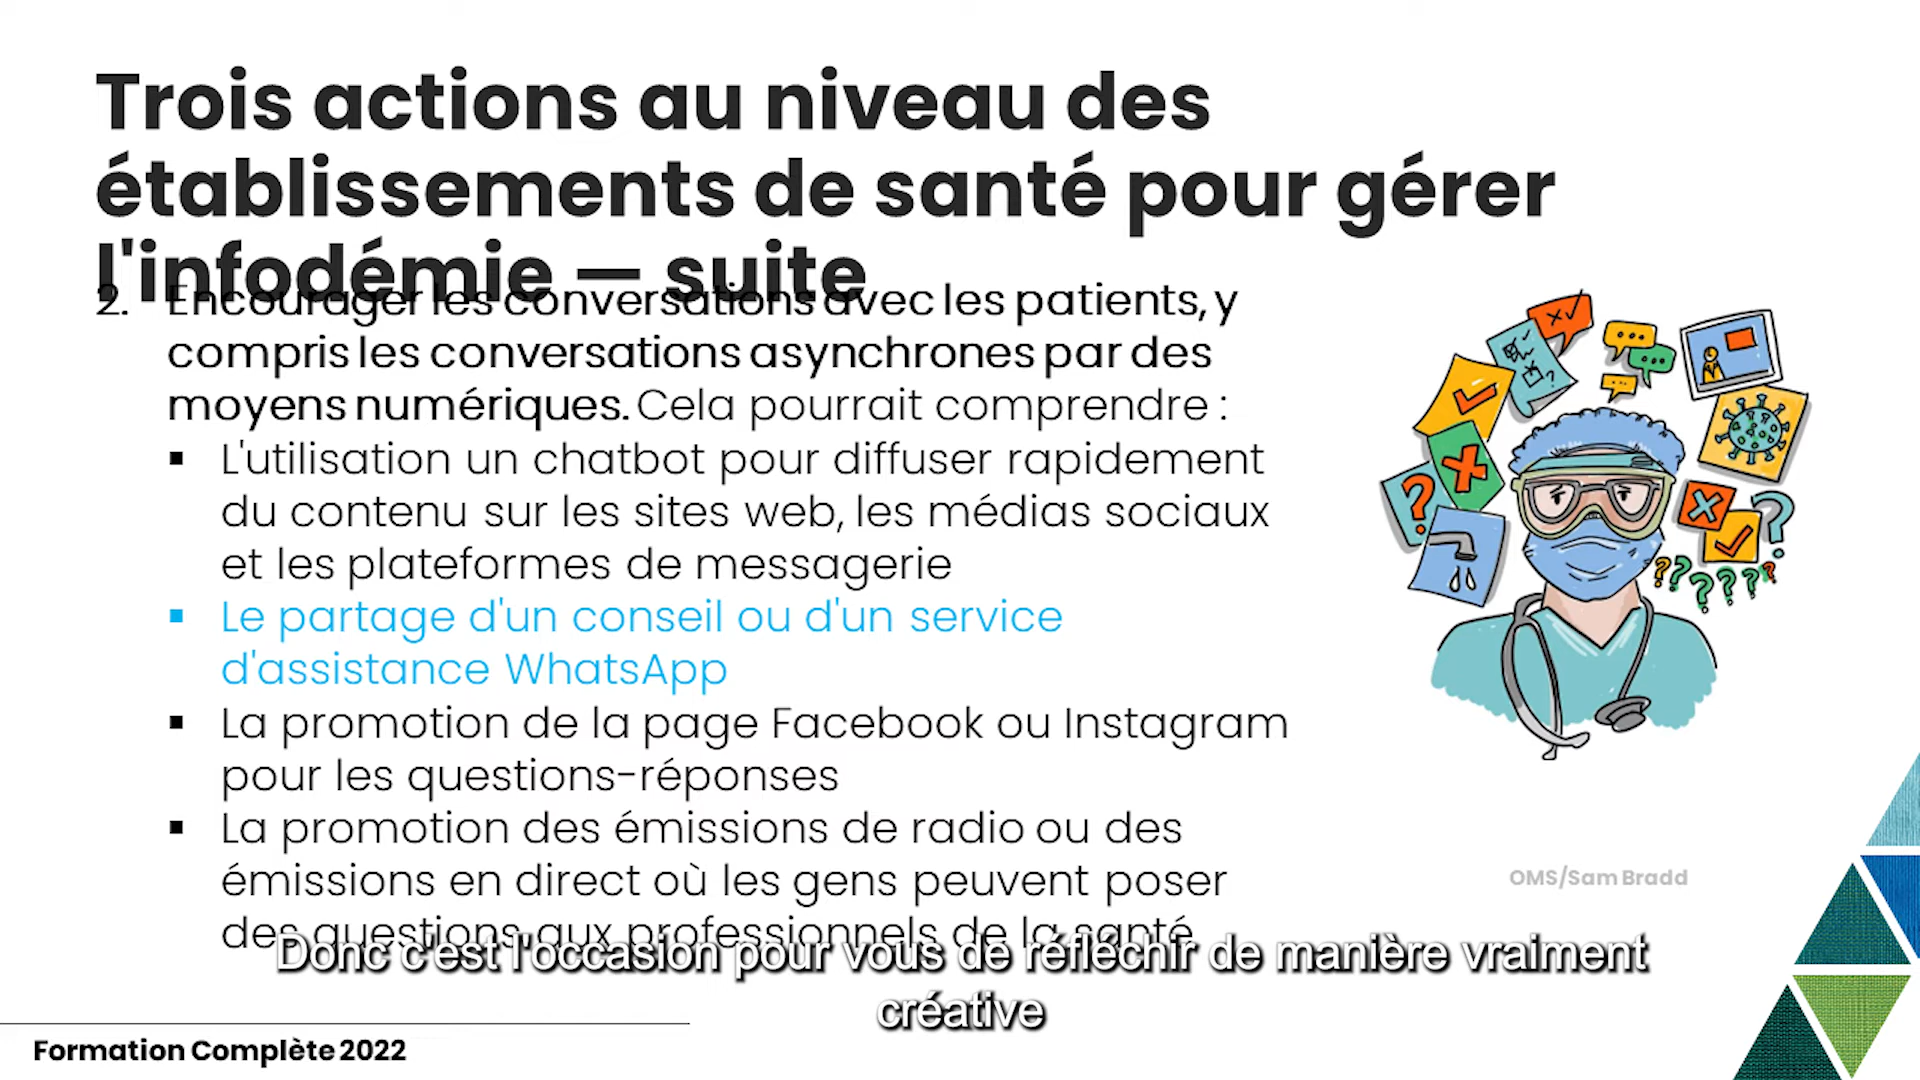 Trois actions au niveau des
établissements de santé pour gérer
l'infodémie — suite
2. Encourager les conversations avec les patients, y
compris les conversations asynchrones par des
moyens numériques. Cela pourrait comprendre :
▪ L'utilisation un chatbot pour diffuser rapidement
du contenu sur les sites web, les médias sociaux
et les plateformes de messagerie
▪ Le partage d'un conseil ou d'un service
d'assistance WhatsApp
▪ La promotion de la page Facebook ou Instagram
pour les questions-réponses
▪ La promotion des émissions de radio ou des
émissions en direct où les gens peuvent poser
des questions aux professionnels de la santé
OMS/Sam Bradd
Donc c'est l'occasion pour vous de réfléchir de manière vraiment
créative
Formation Complète 2022